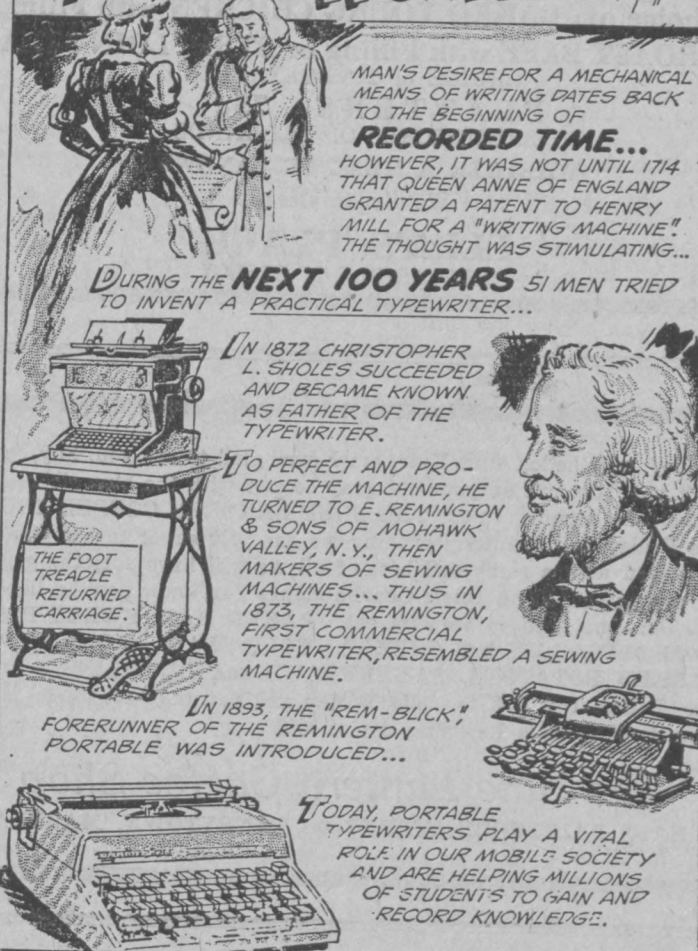 MAN'S DESIRE FOR A MECHANICAL
MEANS OF WRITING DATES BACK
TO THE BEGINNING OF
RECORDED TIME...
HOWEVER, IT WAS NOT UNTIL 1714
THAT QUEEN ANNE OF ENGLAND
GRANTED A PATENT TO HENRY
MILL FOR A "WRITING MACHINE".
THE THOUGHT WAS STIMULATING...
DURING THE NEXT 100 YEARS 51 MEN TRIED
TO INVENT A PRACTICAL TYPEWRITER...
IN 1872 CHRISTOPHER
L. SHOLES SUCCEEDED
AND BECAME KNOWN
AS FATHER OF THE
TYPEWRITER.
TO PERFECT AND PRO-
DUCE THE MACHINE, HE
TURNED TO E. REMINGTON
& SONS OF MOHAWK
VALLEY, N.Y., THEN
MAKERS OF SEWING
MACHINES... THUS IN
1873, THE REMINGTON,
FIRST COMMERCIAL
TYPEWRITER, RESEMBLED A SEWING
MACHINE.
THE FOOT
TREADLE
RETURNED
CARRIAGE.
IN 1893, THE "REM-BLICK",
FORERUNNER OF THE REMINGTON
PORTABLE WAS INTRODUCED...
TODAY, PORTABLE
TYPEWRITERS PLAY A VITAL
ROLE IN OUR MOBILE SOCIETY
AND ARE HELPING MILLIONS
OF STUDENTS TO GAIN AND
RECORD KNOWLEDGE.